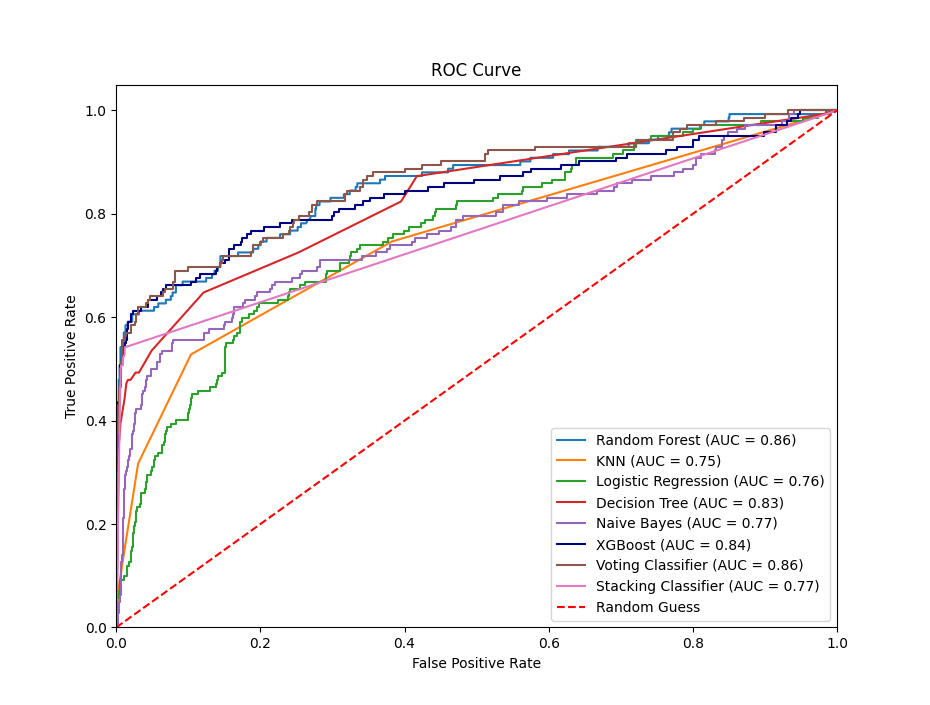 ROC Curve
1.0
0.8
0.6
0.4
0.2
0.0
True Positive Rate
Random Forest (AUC = 0.86)
KNN (AUC = 0.75)
Logistic Regression (AUC = 0.76)
Decision Tree (AUC = 0.83)
Naive Bayes (AUC = 0.77)
XGBoost (AUC = 0.84)
Voting Classifier (AUC = 0.86)
Stacking Classifier (AUC = 0.77)
Random Guess
0.0 0.2 0.4 0.6 0.8 1.0
False Positive Rate